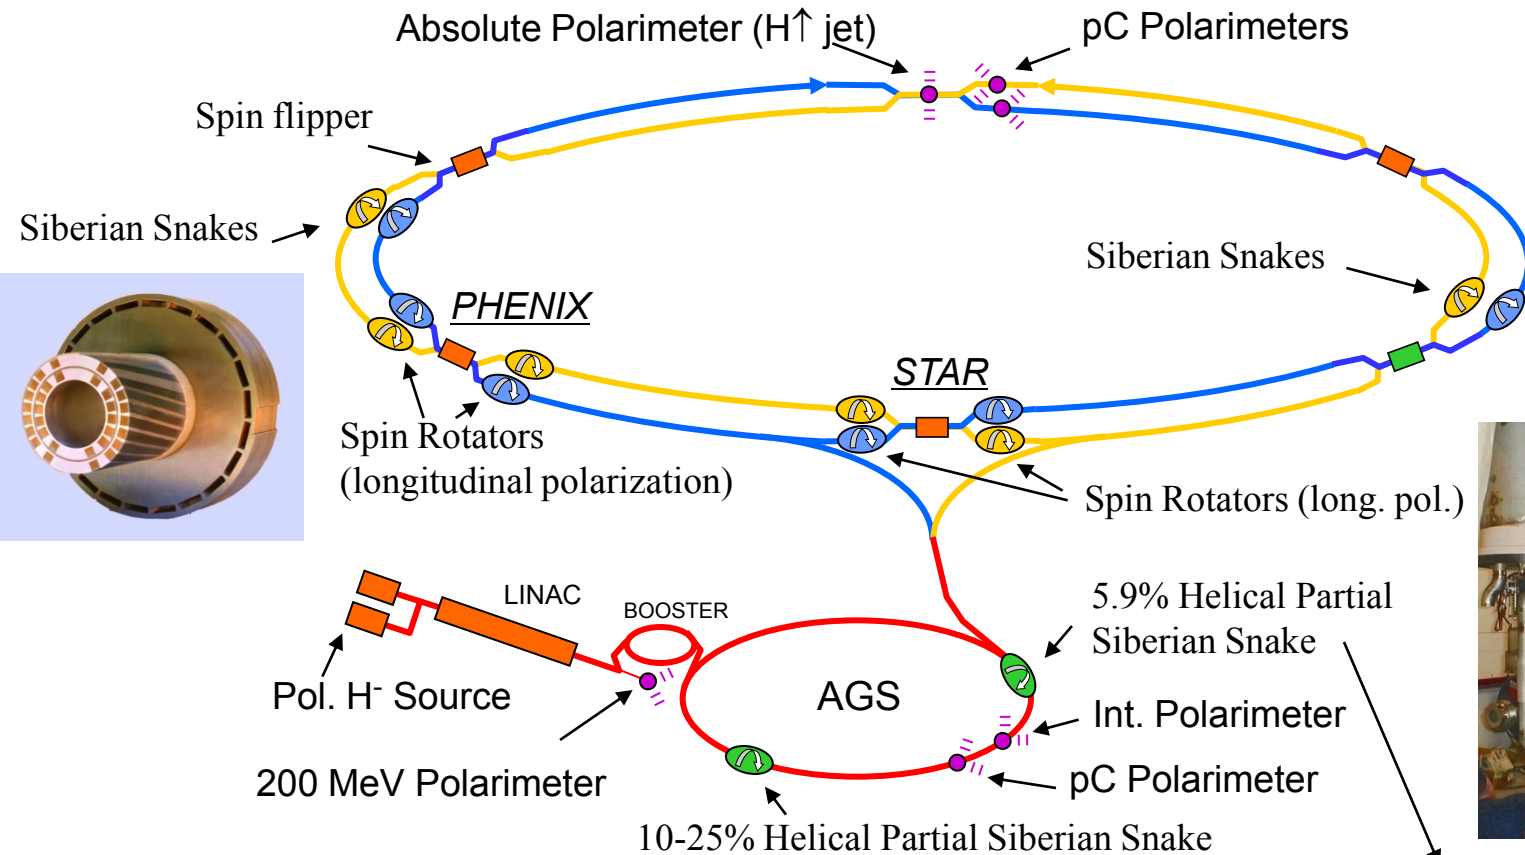 Absolute Polarimeter (H↑ jet)
pC Polarimeters
Spin flipper
Siberian Snakes
Siberian Snakes
PHENIX
STAR
Spin Rotators
(longitudinal polarization)
Spin Rotators (long. pol.)
LINAC
BOOSTER
5.9% Helical Partial
Siberian Snake
Pol. H⁻ Source
AGS
Int. Polarimeter
200 MeV Polarimeter
pC Polarimeter
10-25% Helical Partial Siberian Snake